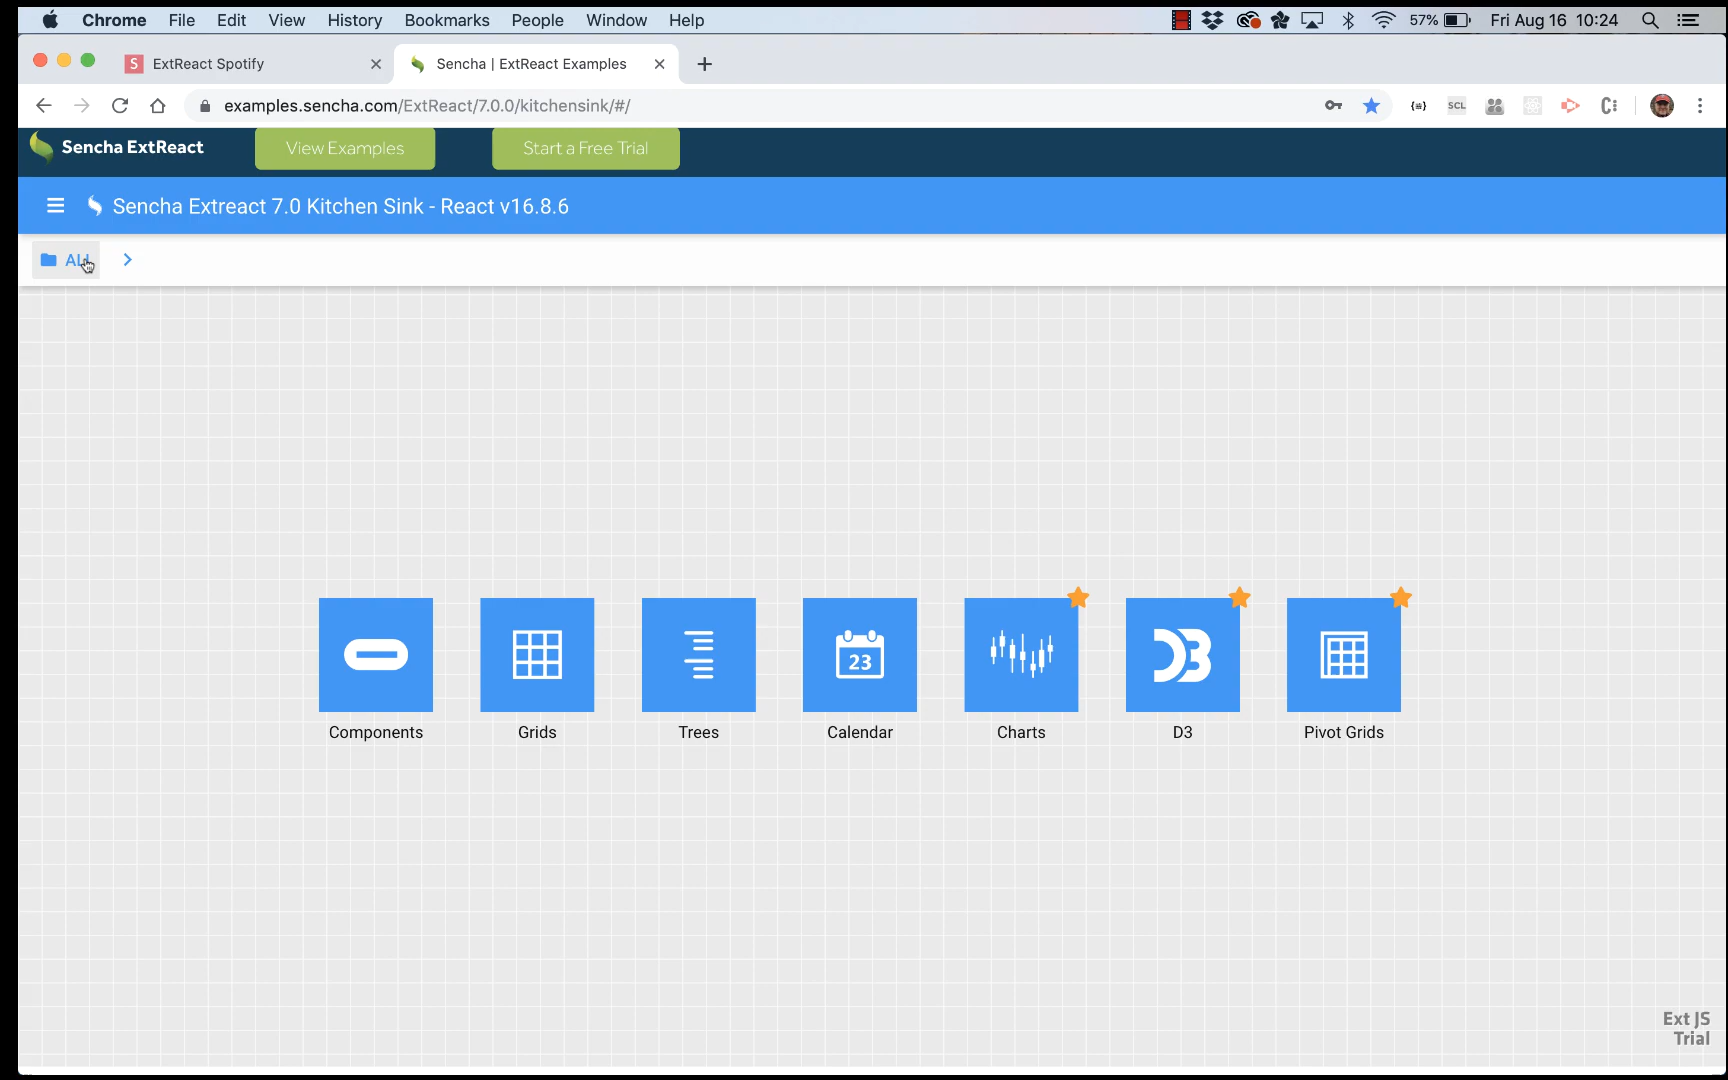 Chrome File Edit View History Bookmarks People Window Help 57% Fri Aug 16 10:24
S ExtReact Spotify Sencha | ExtReact Examples
examples.sencha.com/ExtReact/7.0.0/kitchensink/#/ SCL
Sencha ExtReact View Examples Start a Free Trial
Sencha Extreact 7.0 Kitchen Sink - React v16.8.6
ALL
23
Components Grids Trees Calendar Charts D3 Pivot Grids
Ext JS
Trial